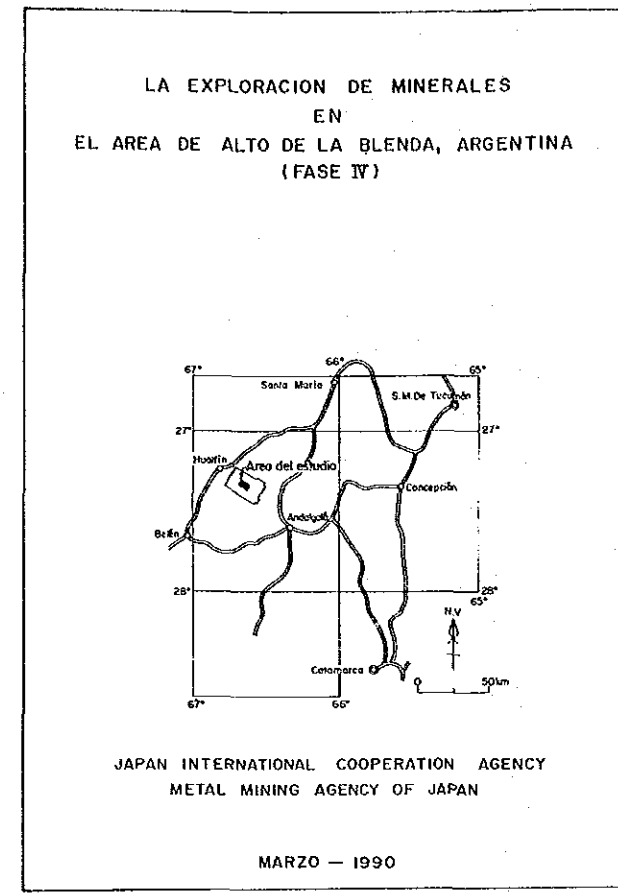 LA EXPLORACION DE MINERALES
EN
EL AREA DE ALTO DE LA BLENDA, ARGENTINA
(FASE IV)
67° 66° 65°
Santa María
S.M. De Tucumán
27° 27°
Hualfín
Area del estudio
Concepción
Andalgalá
Belén
28° 28°
65°
N.V
Catamarca
0 50km
67° 66°
JAPAN INTERNATIONAL COOPERATION AGENCY
METAL MINING AGENCY OF JAPAN
MARZO — 1990